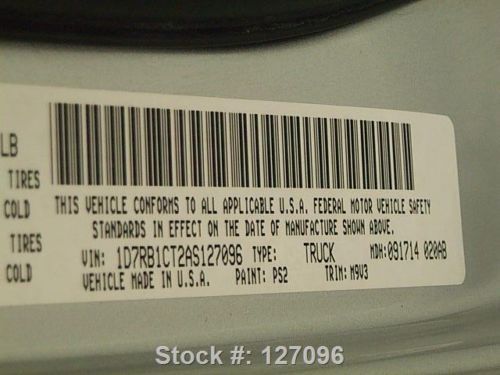 LB
TIRES
COLD
TIRES
COLD
THIS VEHICLE CONFORMS TO ALL APPLICABLE U.S.A. FEDERAL MOTOR VEHICLE SAFETY
STANDARDS IN EFFECT ON THE DATE OF MANUFACTURE SHOWN ABOVE.
VIN: 1D7RB1CT2AS127096 TYPE: TRUCK MDH: 091714 020AB
VEHICLE MADE IN U.S.A. PAINT: PS2 TRIM: M9V3
Stock #: 127096